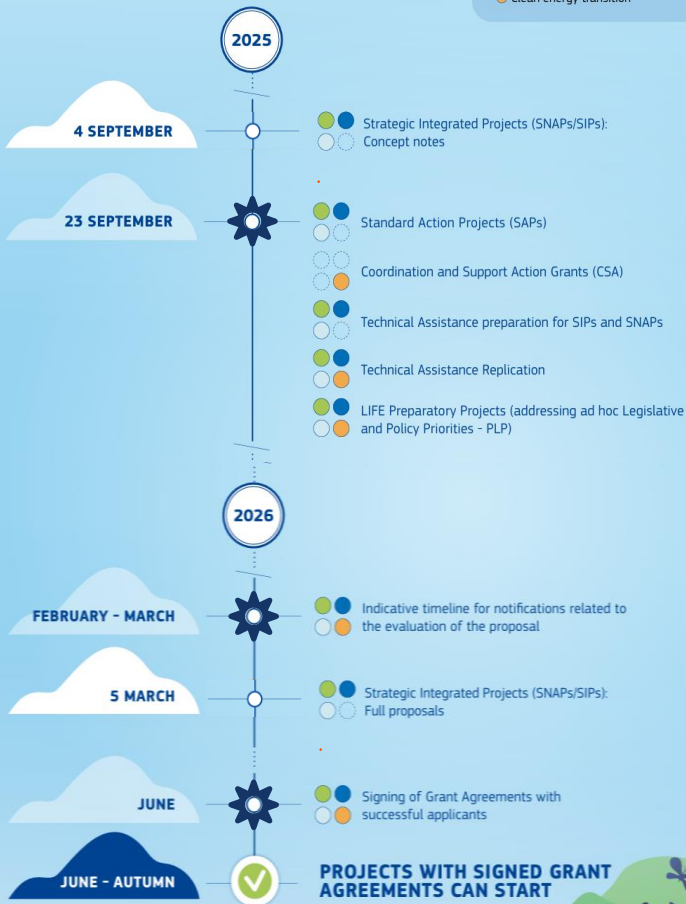 Clean energy transition
2025
4 SEPTEMBER
Strategic Integrated Projects (SNAPs/SIPs):
Concept notes
23 SEPTEMBER
Standard Action Projects (SAPs)
Coordination and Support Action Grants (CSA)
Technical Assistance preparation for SIPs and SNAPs
Technical Assistance Replication
LIFE Preparatory Projects (addressing ad hoc Legislative
and Policy Priorities - PLP)
2026
FEBRUARY - MARCH
Indicative timeline for notifications related to
the evaluation of the proposal
5 MARCH
Strategic Integrated Projects (SNAPs/SIPs):
Full proposals
JUNE
Signing of Grant Agreements with
successful applicants
JUNE - AUTUMN
PROJECTS WITH SIGNED GRANT
AGREEMENTS CAN START